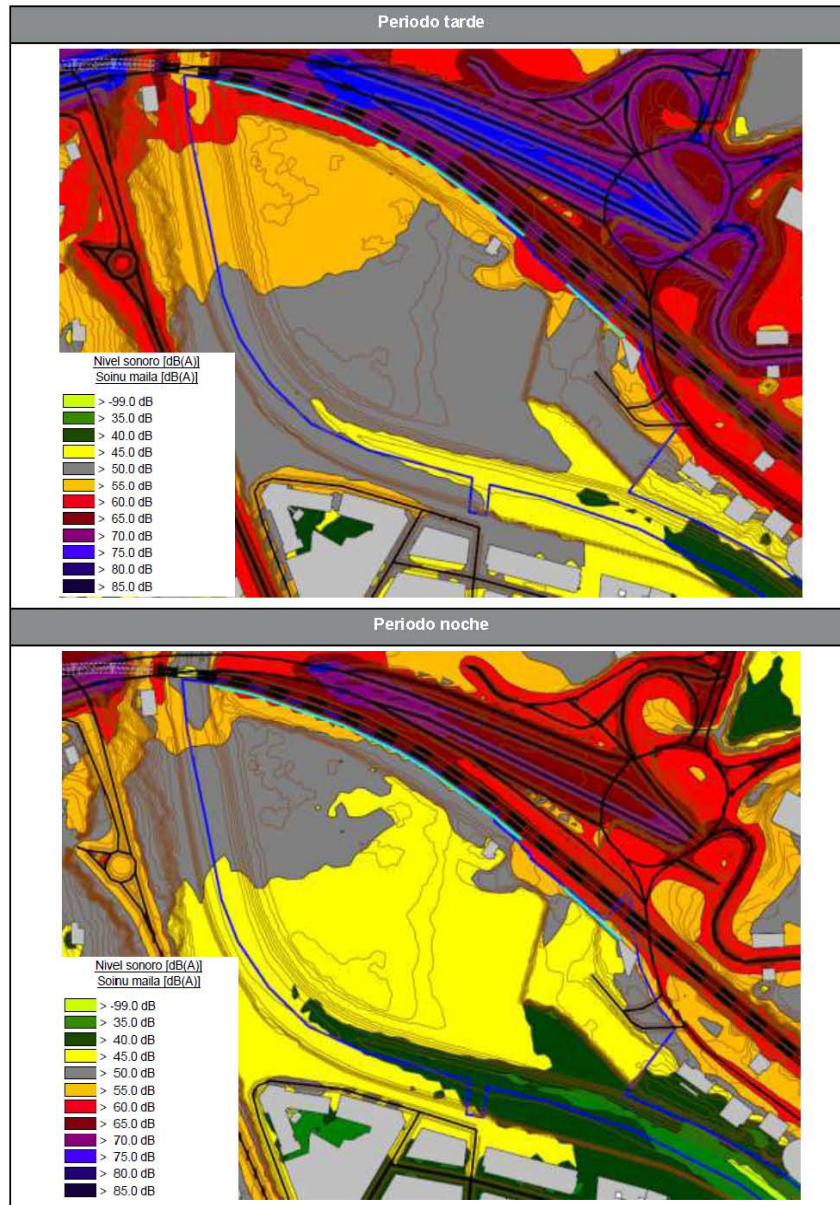 Periodo tarde
Nivel sonoro [dB(A)]
Soinu maila [dB(A)]
> -99.0 dB
> 35.0 dB
> 40.0 dB
> 45.0 dB
> 50.0 dB
> 55.0 dB
> 60.0 dB
> 65.0 dB
> 70.0 dB
> 75.0 dB
> 80.0 dB
> 85.0 dB
Periodo noche
Nivel sonoro [dB(A)]
Soinu maila [dB(A)]
> -99.0 dB
> 35.0 dB
> 40.0 dB
> 45.0 dB
> 50.0 dB
> 55.0 dB
> 60.0 dB
> 65.0 dB
> 70.0 dB
> 75.0 dB
> 80.0 dB
> 85.0 dB